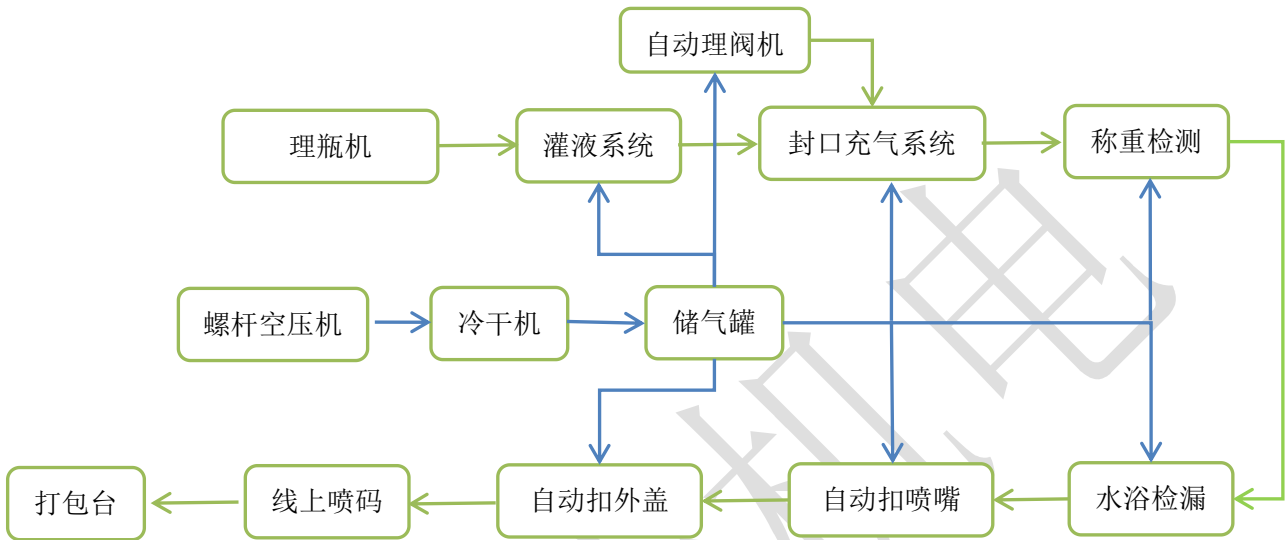 自动理阀机
理瓶机
灌液系统
封口充气系统
称重检测
螺杆空压机
冷干机
储气罐
打包台
线上喷码
自动扣外盖
自动扣喷嘴
水浴检漏
机电